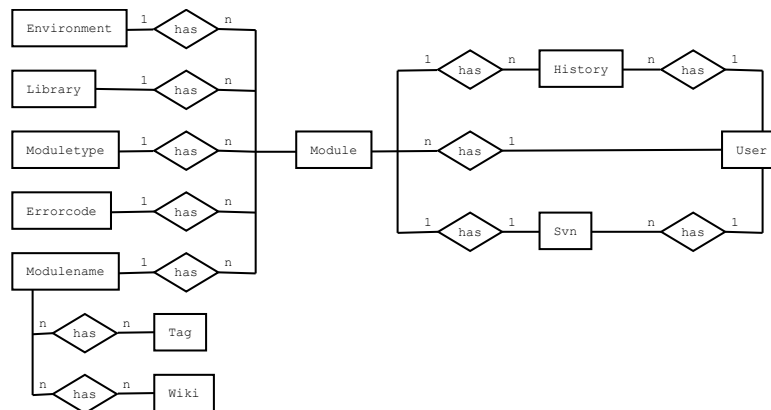 Environment 1 has n
Library 1 has n
Moduletype 1 has n
Errorcode 1 has n
Modulename 1 has n
n has n Tag
n has n Wiki
Module
1 has n History n has 1
n has 1 User
1 has 1 Svn n has 1